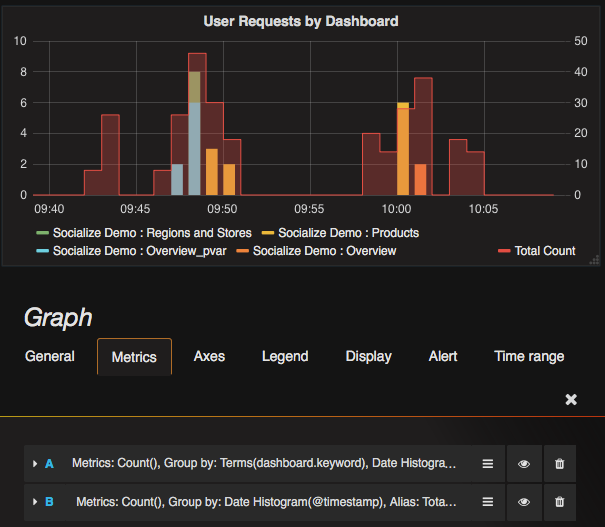 User Requests by Dashboard
10 50
8 40
6 30
4 20
2 10
0 0
09:40 09:45 09:50 09:55 10:00 10:05
Socialize Demo : Regions and Stores Socialize Demo : Products
Socialize Demo : Overview_pvar Socialize Demo : Overview Total Count
Graph
General Metrics Axes Legend Display Alert Time range
A Metrics: Count(), Group by: Terms(dashboard.keyword), Date Histogra...
B Metrics: Count(), Group by: Date Histogram(@timestamp), Alias: Tota...